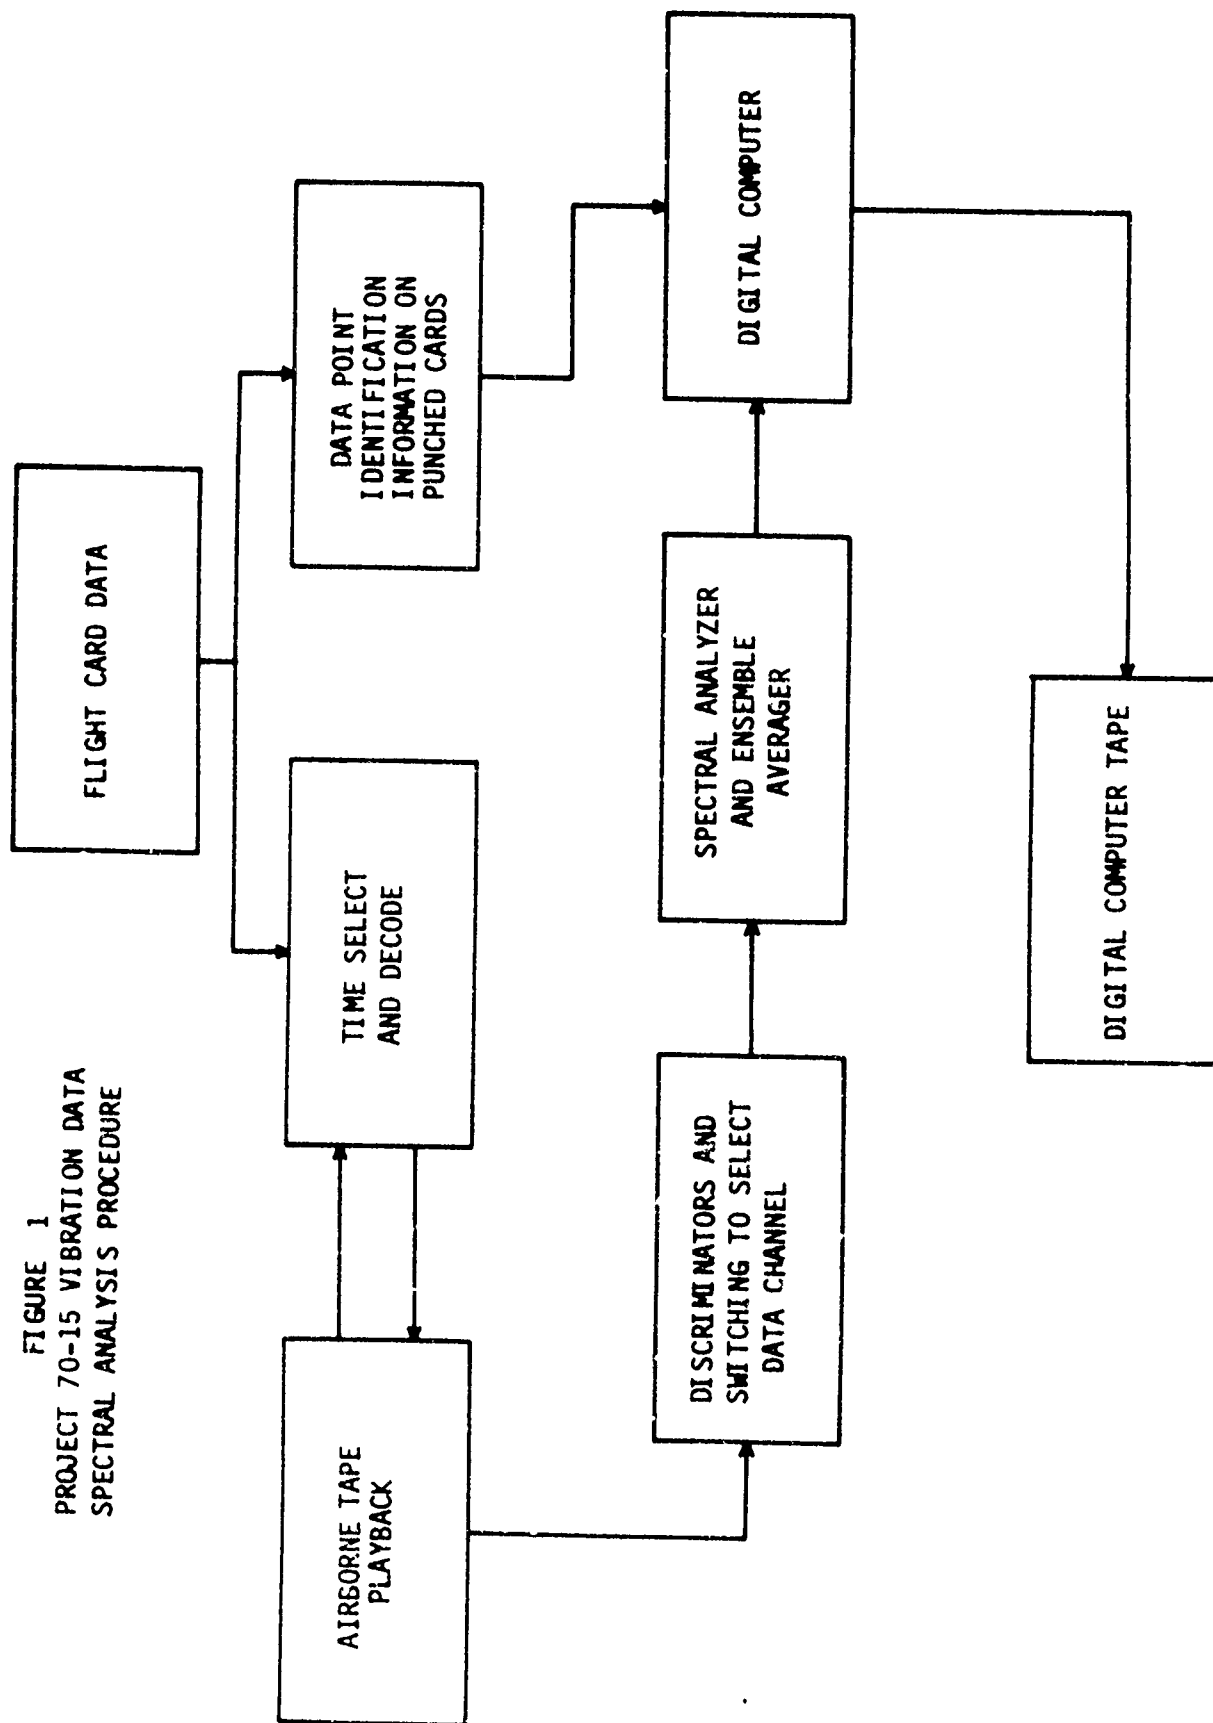 FIGURE 1
PROJECT 70-15 VIBRATION DATA
SPECTRAL ANALYSIS PROCEDURE
FLIGHT CARD DATA
AIRBORNE TAPE
PLAYBACK
TIME SELECT
AND DECODE
DATA POINT
IDENTIFICATION
INFORMATION ON
PUNCHED CARDS
DISCRIMINATORS AND
SWITCHING TO SELECT
DATA CHANNEL
SPECTRAL ANALYZER
AND ENSEMBLE
AVERAGER
DIGITAL COMPUTER
DIGITAL COMPUTER TAPE